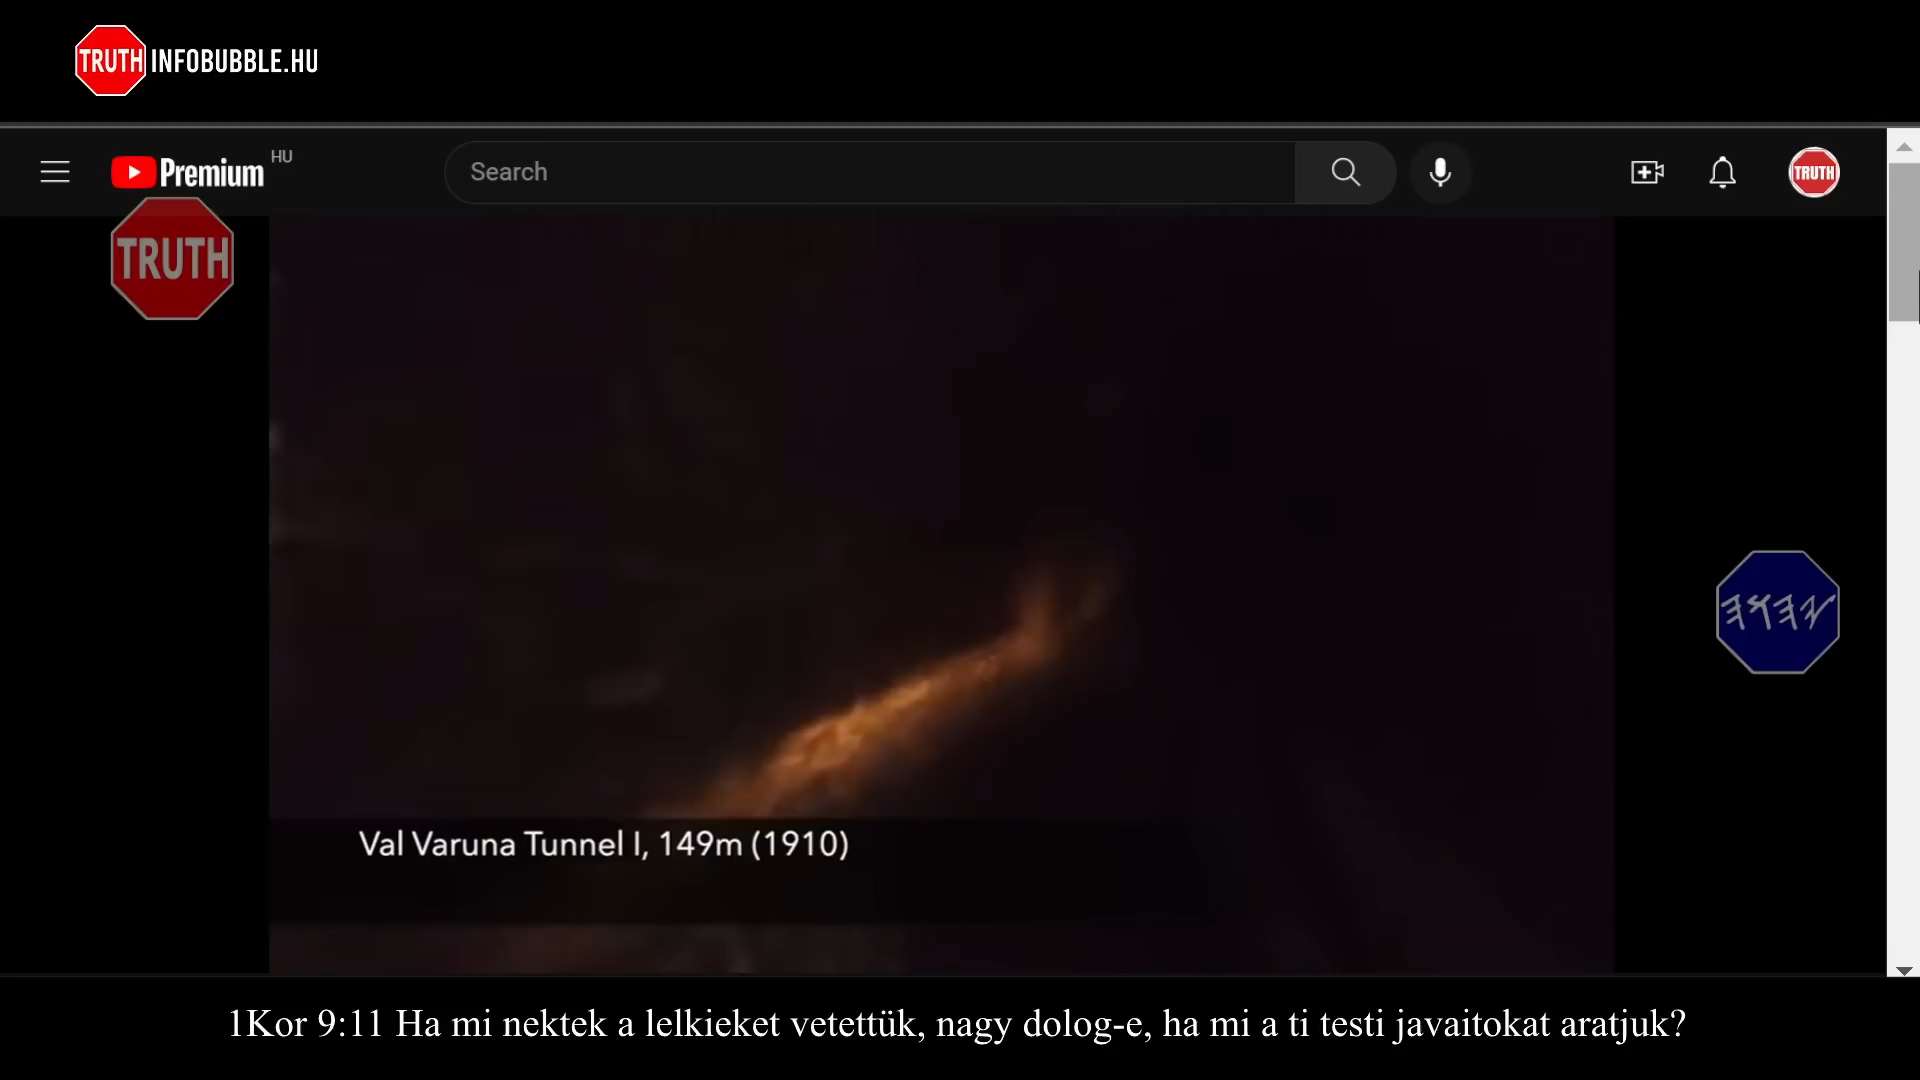 TRUTH INFOBUBBLE.HU
Premium HU
Search
TRUTH
TRUTH
𐤉𐤄𐤅𐤄
Val Varuna Tunnel I, 149m (1910)
1Kor 9:11 Ha mi nektek a lelkieket vetettük, nagy dolog-e, ha mi a ti testi javaitokat aratjuk?